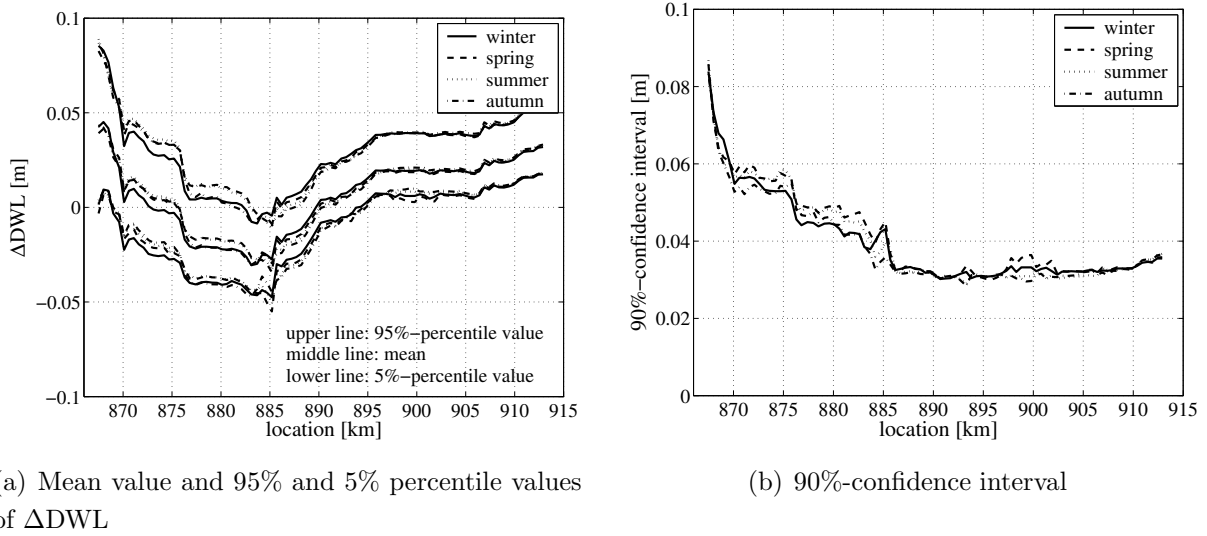 0.1
0.05
0
−0.05
−0.1
ΔDWL [m]
winter
spring
summer
autumn
upper line: 95%−percentile value
middle line: mean
lower line: 5%−percentile value
870 875 880 885 890 895 900 905 910 915
location [km]
(a) Mean value and 95% and 5% percentile values
of ΔDWL
0.1
0.08
0.06
0.04
0.02
0
90%−confidence interval [m]
winter
spring
summer
autumn
870 875 880 885 890 895 900 905 910 915
location [km]
(b) 90%-confidence interval